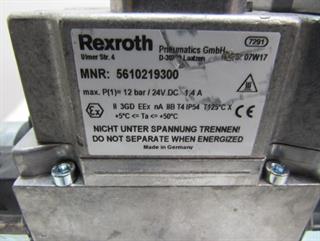 Rexroth
Pneumatics GmbH
7291
Ulmer Str. 4
07W17
MNR: 5610219300
max. P(1)= 12 bar / 24V DC 1,4 A
II 3GD EEx nA IIB T4 IP54 T125°C X
+5°C <= Ta <= +50°C
NICHT UNTER SPANNUNG TRENNEN!
DO NOT SEPARATE WHEN ENERGIZED
Made in Germany